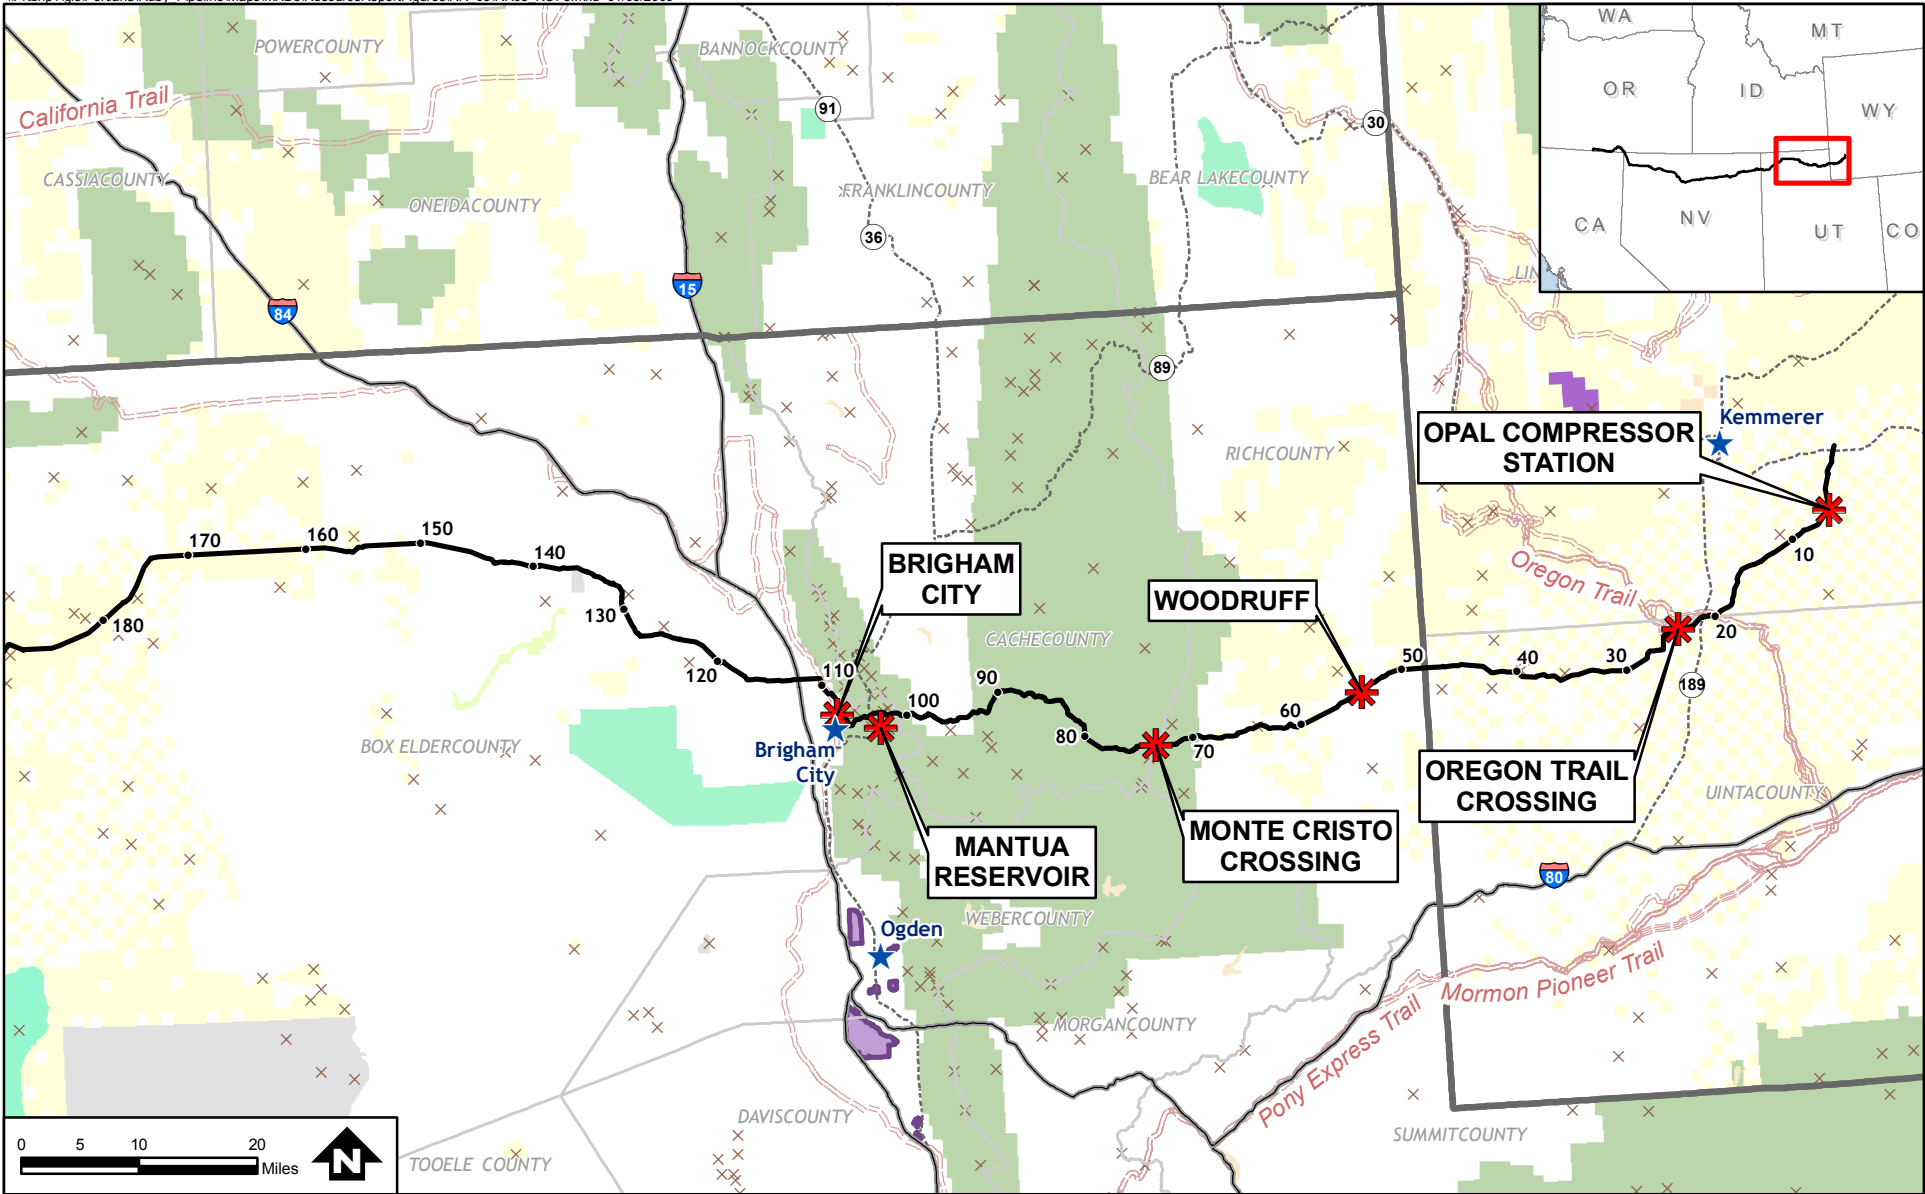 POWERCOUNTY
BANNOCKCOUNTY
California Trail
91
30
CASSIACOUNTY
ONEIDACOUNTY
FRANKLINCOUNTY
BEAR LAKECOUNTY
36
15
84
89
WA
MT
OR
ID
WY
CA
NV
UT
CO
LIN
Kemmerer
OPAL COMPRESSOR
STATION
RICHCOUNTY
10
Oregon Trail
20
189
170
160
150
140
130
180
120
110
BRIGHAM
CITY
WOODRUFF
CACHECOUNTY
100
90
80
70
60
50
40
30
BOX ELDERCOUNTY
Brigham
City
MANTUA
RESERVOIR
MONTE CRISTO
CROSSING
OREGON TRAIL
CROSSING
UINTACOUNTY
80
WEBERCOUNTY
Ogden
Mormon Pioneer Trail
Pony Express Trail
MORGANCOUNTY
DAVISCOUNTY
SUMMITCOUNTY
TOOELE COUNTY
0 5 10 20
Miles
N